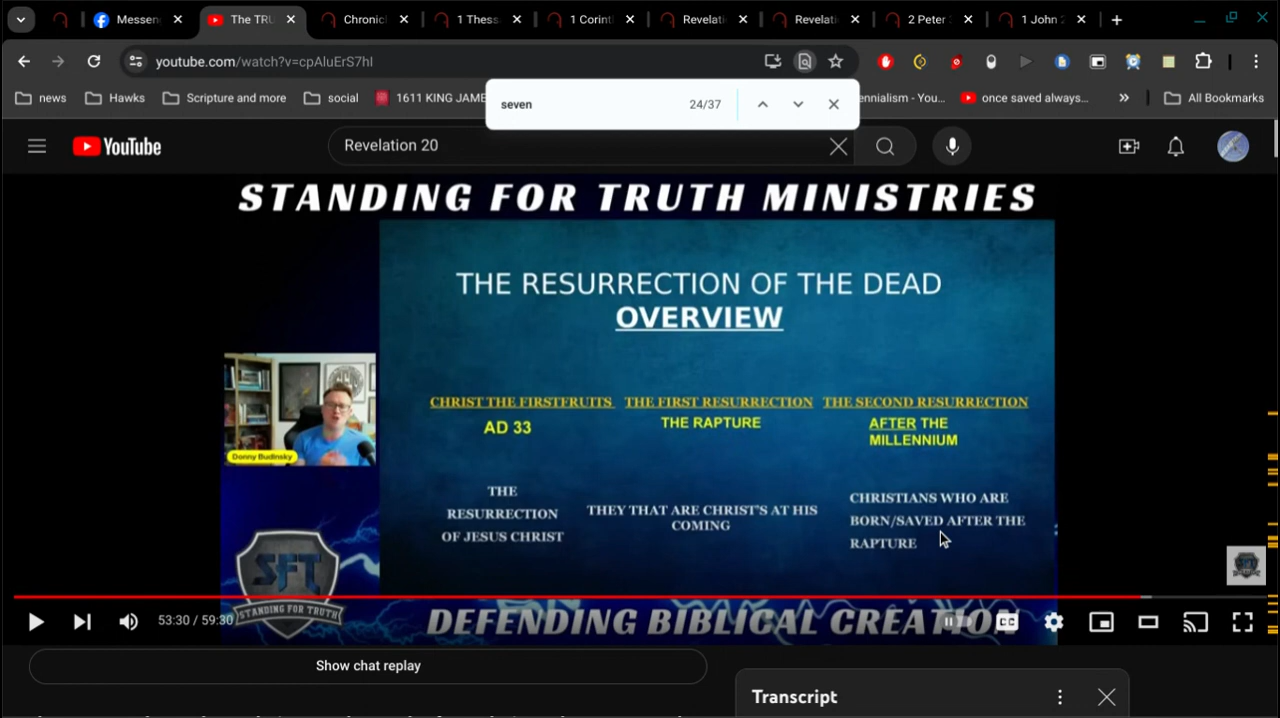 Messen
The TRU
Chronicl
1 Thess
1 Corint
Revelati
Revelati
2 Peter
1 John 2
youtube.com/watch?v=cpAluErS7hI
news
Hawks
Scripture and more
social
1611 KING JAME
ennialism - You...
once saved always...
All Bookmarks
seven
24/37
YouTube
Revelation 20
STANDING FOR TRUTH MINISTRIES
THE RESURRECTION OF THE DEAD
OVERVIEW
CHRIST THE FIRSTFRUITS
THE FIRST RESURRECTION
THE SECOND RESURRECTION
AD 33
THE RAPTURE
AFTER THE
MILLENNIUM
THE
RESURRECTION
OF JESUS CHRIST
THEY THAT ARE CHRIST'S AT HIS
COMING
CHRISTIANS WHO ARE
BORN/SAVED AFTER THE
RAPTURE
Donny Budinsky
SFT
STANDING FOR TRUTH
DEFENDING BIBLICAL CREATIO
53:30 / 59:30
CC
Show chat replay
Transcript